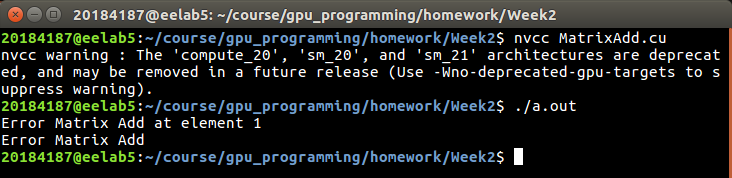 20184187@eelab5: ~/course/gpu_programming/homework/Week2
20184187@eelab5:~/course/gpu_programming/homework/Week2$ nvcc MatrixAdd.cu
nvcc warning : The 'compute_20', 'sm_20', and 'sm_21' architectures are deprecat
ed, and may be removed in a future release (Use -Wno-deprecated-gpu-targets to s
uppress warning).
20184187@eelab5:~/course/gpu_programming/homework/Week2$ ./a.out
Error Matrix Add at element 1
Error Matrix Add
20184187@eelab5:~/course/gpu_programming/homework/Week2$